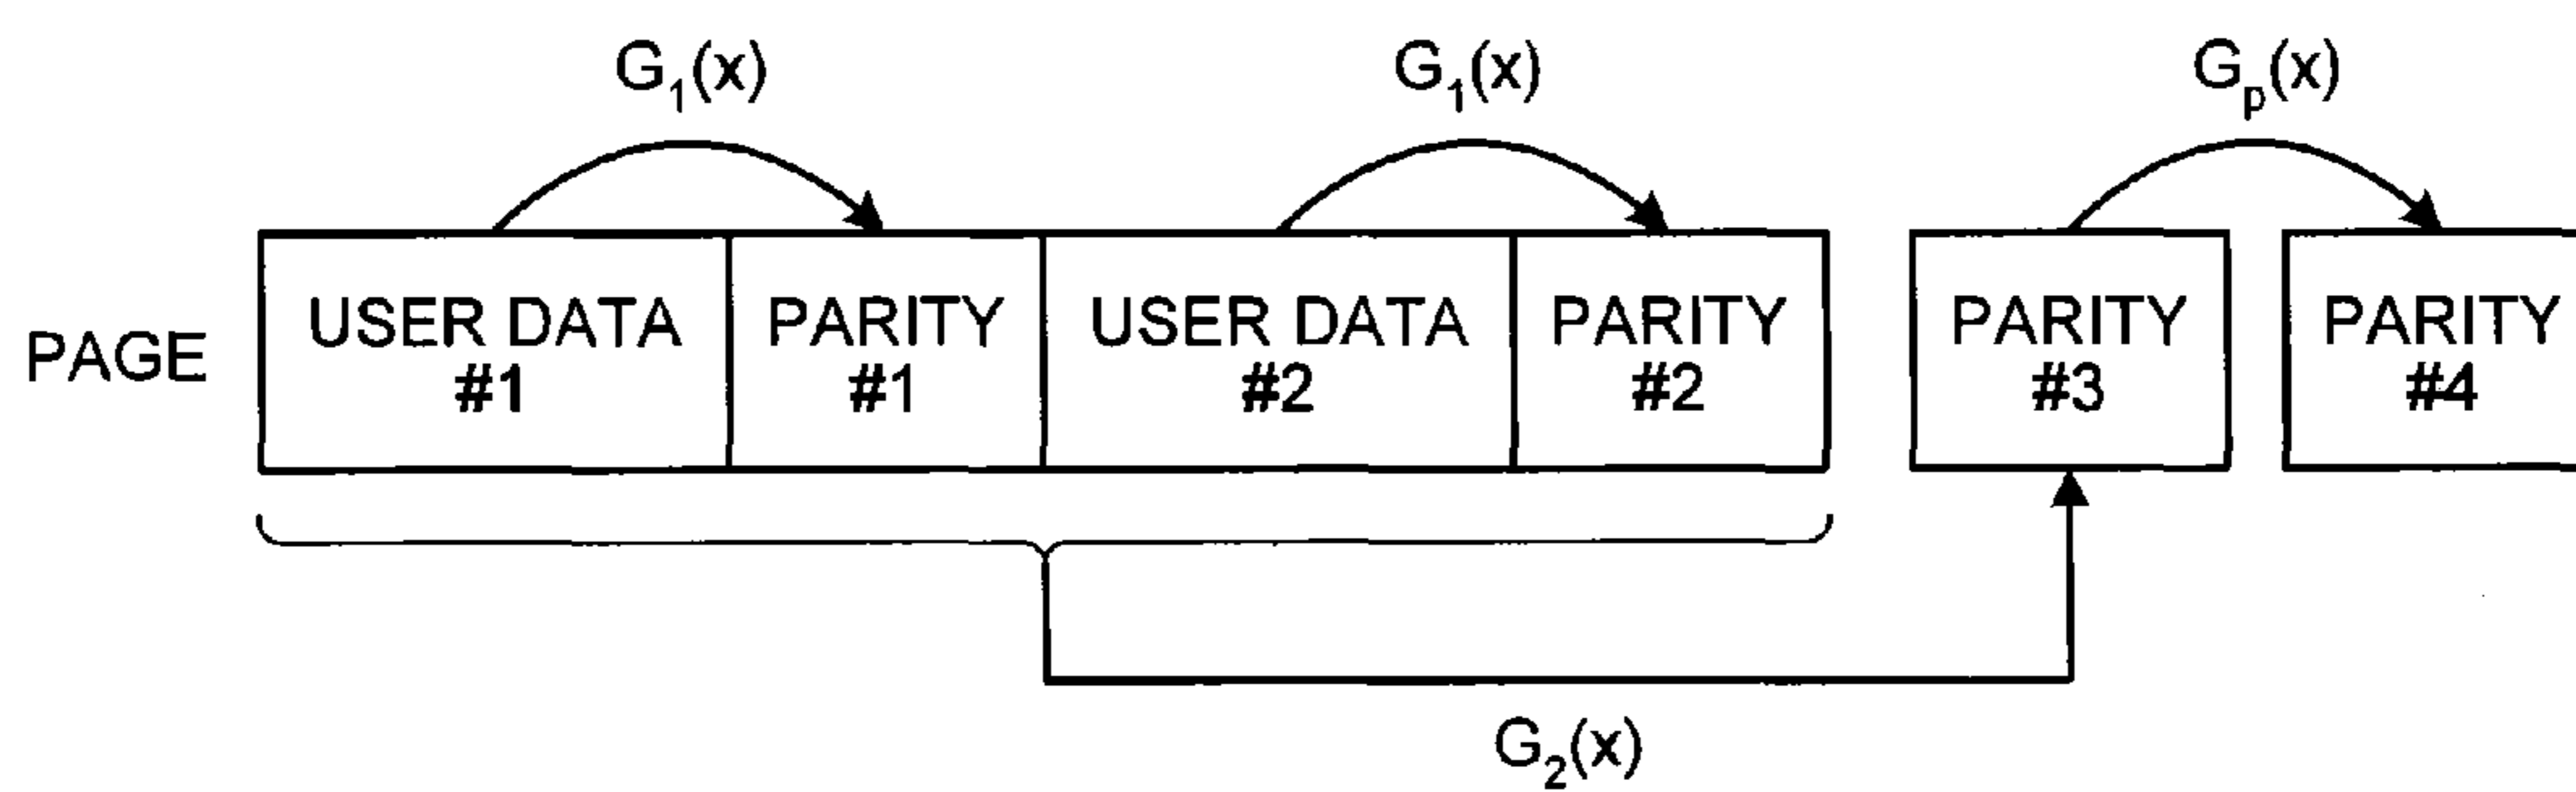 G1(x) G1(x) Gp(x)
PAGE
USER DATA #1
PARITY #1
USER DATA #2
PARITY #2
PARITY #3
PARITY #4
G2(x)